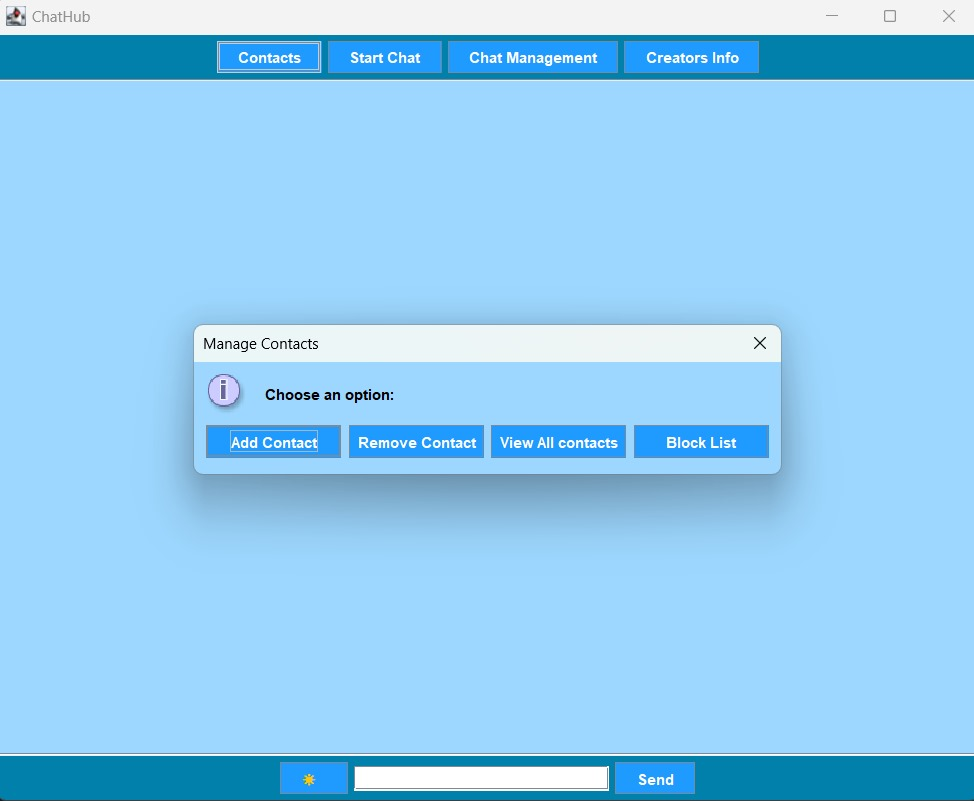 ChatHub
Contacts Start Chat Chat Management Creators Info
Manage Contacts
i Choose an option:
Add Contact Remove Contact View All contacts Block List
Send